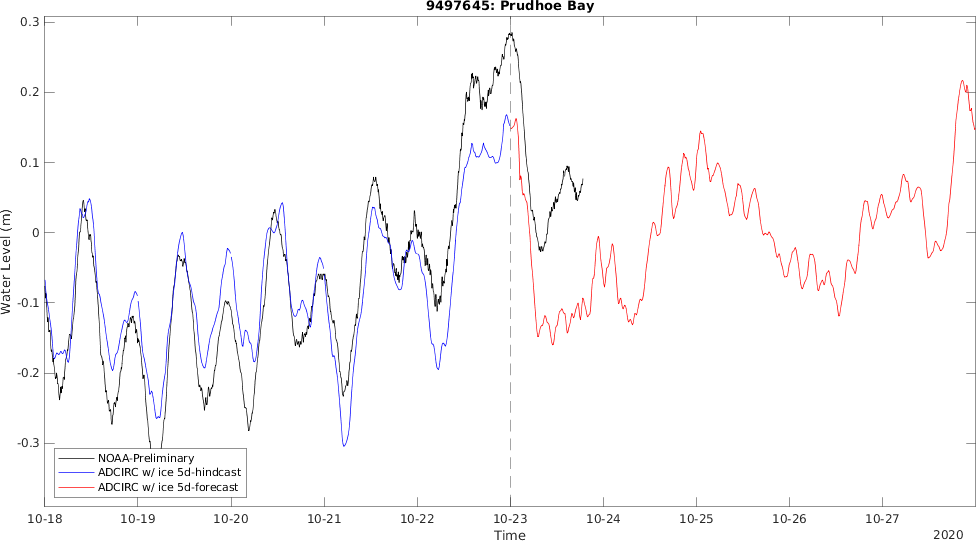 9497645: Prudhoe Bay
0.3
0.2
0.1
0
-0.1
-0.2
-0.3
Water Level (m)
NOAA-Preliminary
ADCIRC w/ ice 5d-hindcast
ADCIRC w/ ice 5d-forecast
10-18 10-19 10-20 10-21 10-22 10-23 10-24 10-25 10-26 10-27
Time
2020